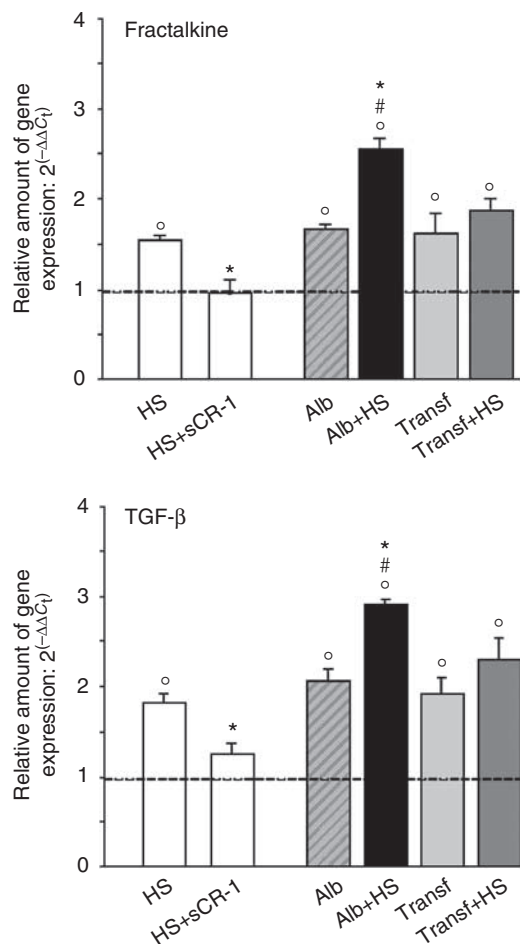 Fractalkine
Relative amount of gene
expression: 2(−ΔΔCt)
4
3
2
1
0
*
#
°
°
*
°
°
°
HS
HS+sCR-1
Alb
Alb+HS
Transf
Transf+HS
TGF-β
Relative amount of gene
expression: 2(−ΔΔCt)
4
3
2
1
0
*
#
°
°
*
°
°
°
HS
HS+sCR-1
Alb
Alb+HS
Transf
Transf+HS